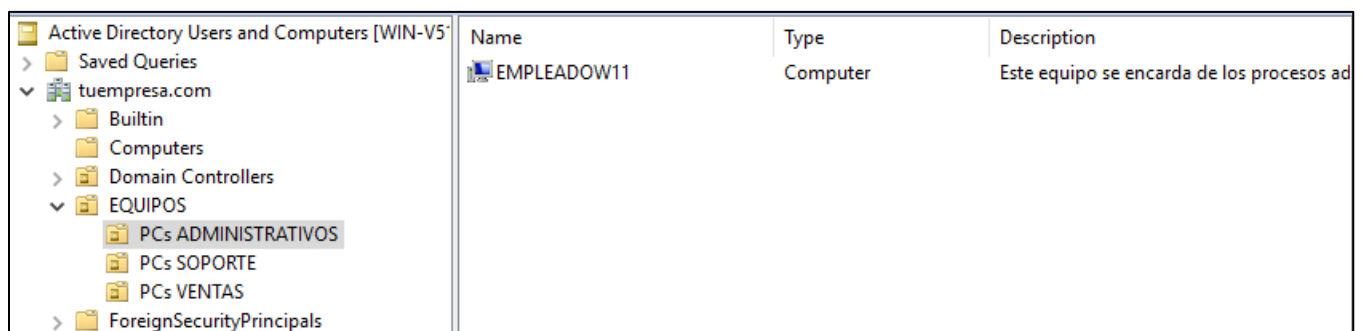 Active Directory Users and Computers [WIN-V5
Saved Queries
tuempresa.com
Builtin
Computers
Domain Controllers
EQUIPOS
PCs ADMINISTRATIVOS
PCs SOPORTE
PCs VENTAS
ForeignSecurityPrincipals
Name Type Description
EMPLEADOW11 Computer Este equipo se encarda de los procesos ad